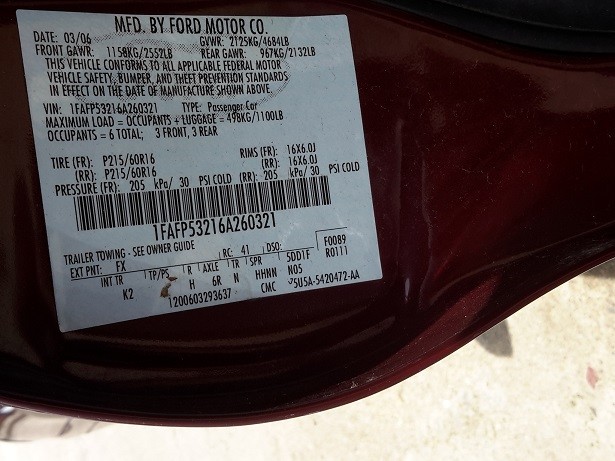 MFD. BY FORD MOTOR CO.
DATE: 03/06 GVWR: 2125KG/4684LB
FRONT GAWR: 1158KG/2552LB REAR GAWR: 967KG/2132LB
THIS VEHICLE CONFORMS TO ALL APPLICABLE FEDERAL MOTOR
VEHICLE SAFETY, BUMPER, AND THEFT PREVENTION STANDARDS
IN EFFECT ON THE DATE OF MANUFACTURE SHOWN ABOVE.
VIN: 1FAFP53216A260321 TYPE: Passenger Car
MAXIMUM LOAD = OCCUPANTS + LUGGAGE = 498KG/1100LB
OCCUPANTS = 6 TOTAL; 3 FRONT, 3 REAR
TIRE (FR): P215/60R16 RIMS (FR): 16X6.0J
(RR): P215/60R16 (RR): 16X6.0J
PRESSURE (FR): 205 kPa/ 30 PSI COLD (RR): 205 kPa/ 30 PSI COLD
1FAFP53216A260321
TRAILER TOWING - SEE OWNER GUIDE
EXT PNT: FX RC: 41 DSO: F0089
INT TR TP/PS R AXLE TR SPR 5DD1F R0111
K2 H 6R N HHNN N05
1200603293637 CMC 5U5A-5420472-AA